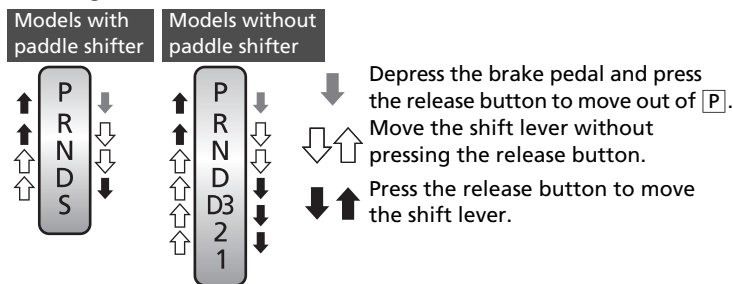 Models with
paddle shifter
Models without
paddle shifter
P
R
N
D
S
P
R
N
D
D3
2
1
Depress the brake pedal and press
the release button to move out of P.
Move the shift lever without
pressing the release button.
Press the release button to move
the shift lever.